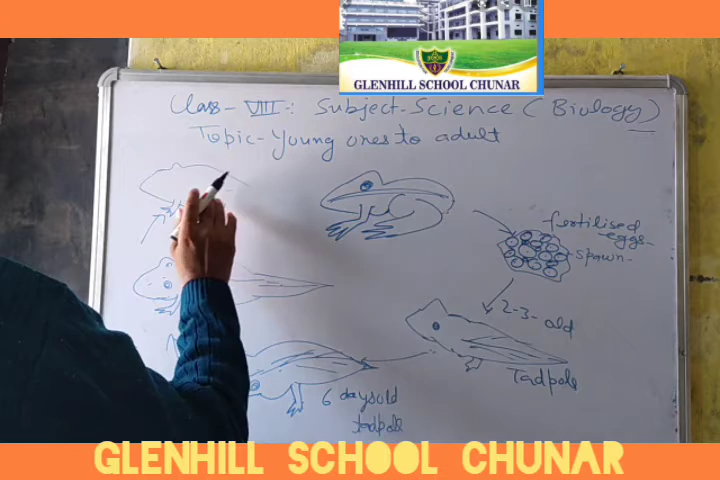 GLENHILL SCHOOL CHUNAR
Class - VIII : Subject - Science ( Biology )
Topic - Young ones to adult
fertilised
eggs -
spawn -
2-3- old
Tadpole
6 days old
tadpole
GLENHILL SCHOOL CHUNAR